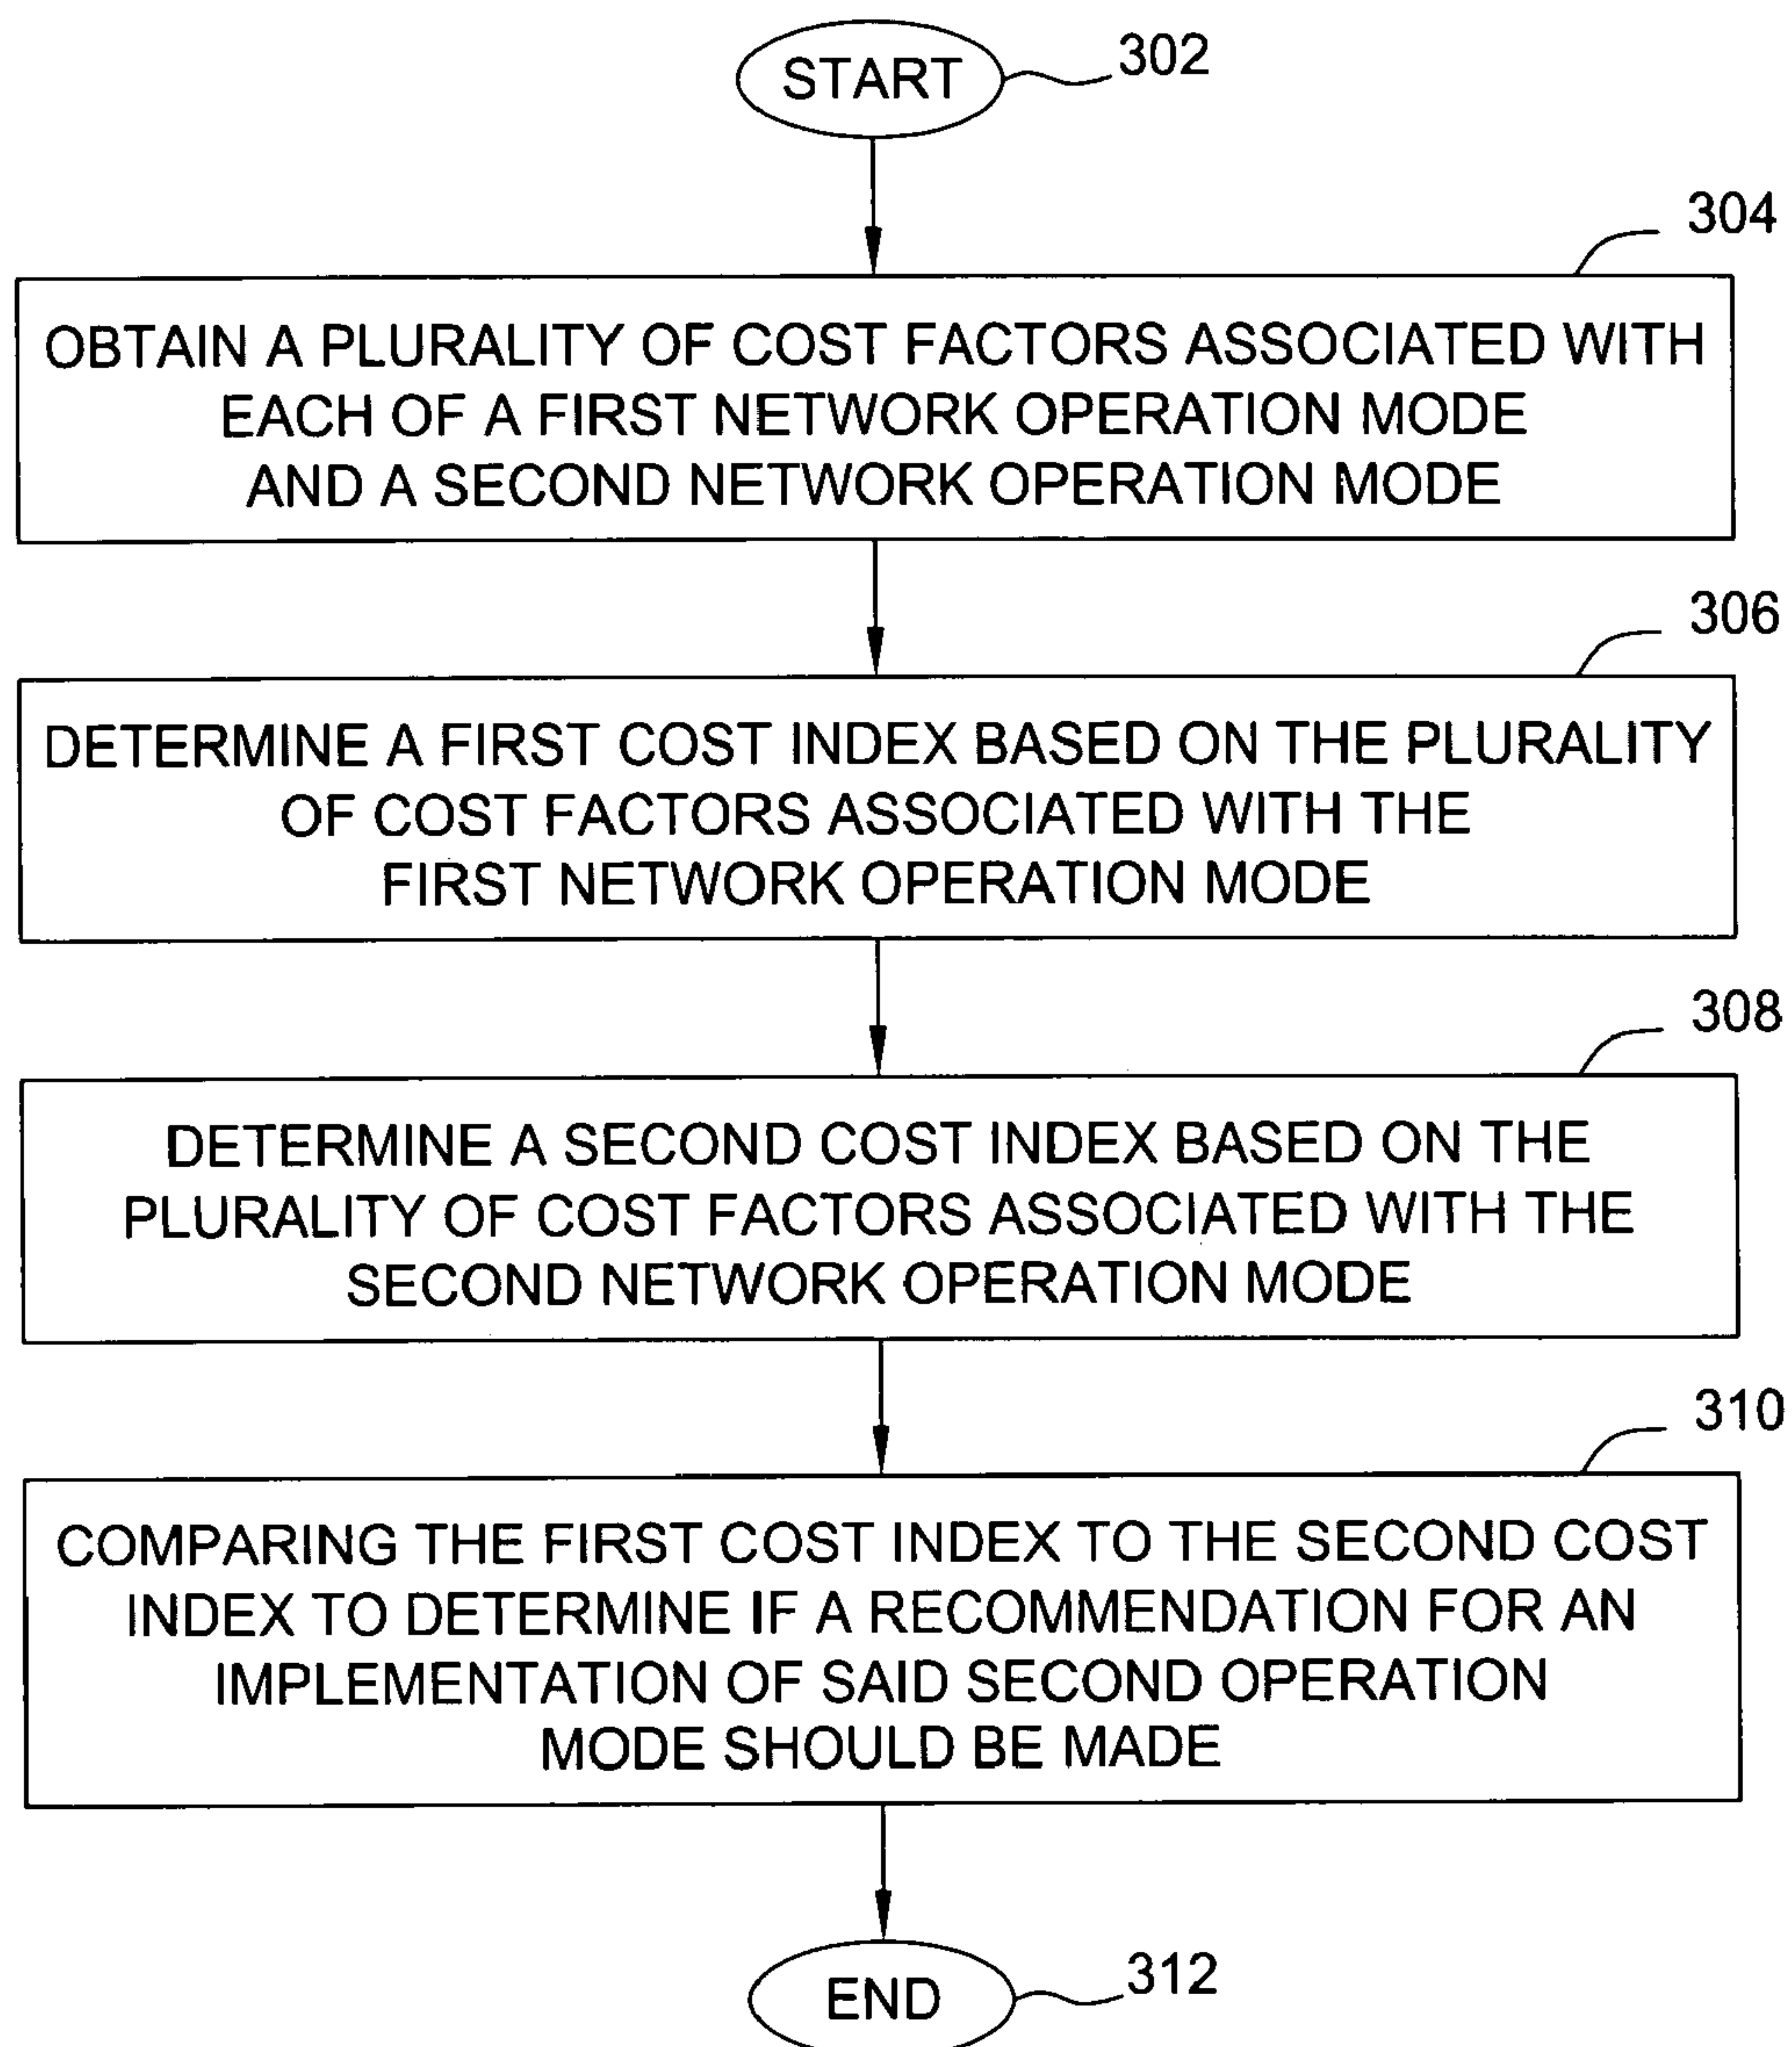 START
302
304
OBTAIN A PLURALITY OF COST FACTORS ASSOCIATED WITH
EACH OF A FIRST NETWORK OPERATION MODE
AND A SECOND NETWORK OPERATION MODE
306
DETERMINE A FIRST COST INDEX BASED ON THE PLURALITY
OF COST FACTORS ASSOCIATED WITH THE
FIRST NETWORK OPERATION MODE
308
DETERMINE A SECOND COST INDEX BASED ON THE
PLURALITY OF COST FACTORS ASSOCIATED WITH THE
SECOND NETWORK OPERATION MODE
310
COMPARING THE FIRST COST INDEX TO THE SECOND COST
INDEX TO DETERMINE IF A RECOMMENDATION FOR AN
IMPLEMENTATION OF SAID SECOND OPERATION
MODE SHOULD BE MADE
END
312